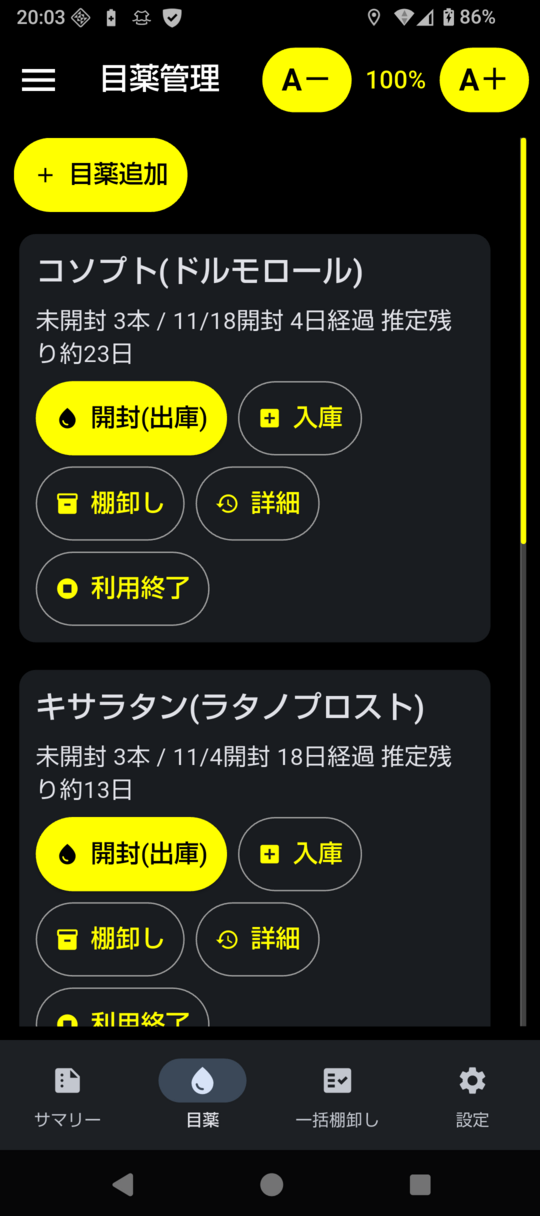 20:03 86%
目薬管理 A− 100% A+
+ 目薬追加
コソプト(ドルモロール)
未開封 3本 / 11/18開封 4日経過 推定残
り約23日
開封(出庫) 入庫
棚卸し 詳細
利用終了
キサラタン(ラタノプロスト)
未開封 3本 / 11/4開封 18日経過 推定残
り約13日
開封(出庫) 入庫
棚卸し 詳細
利用終了
サマリー 目薬 一括棚卸し 設定